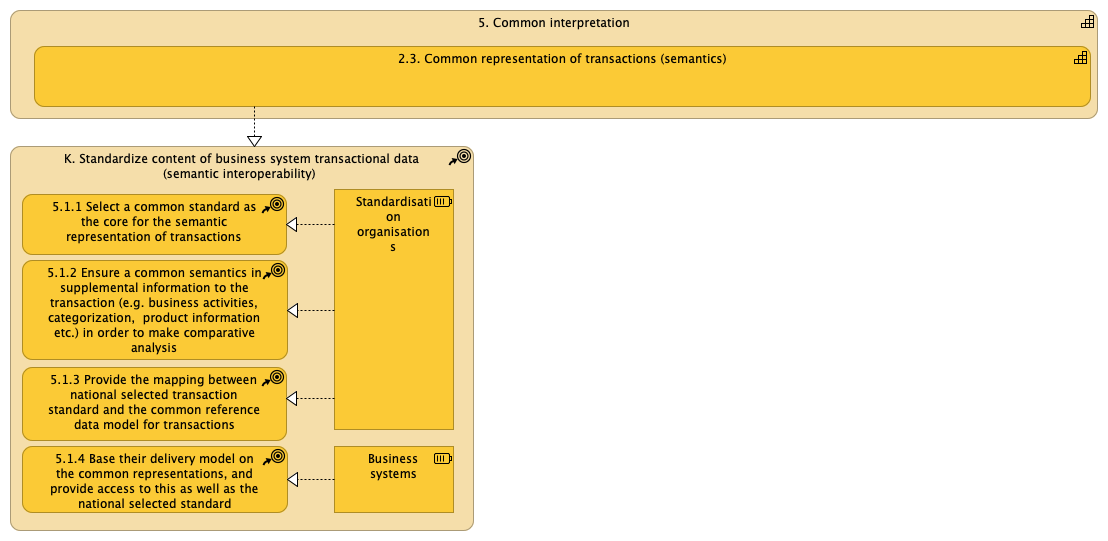 5. Common interpretation
2.3. Common representation of transactions (semantics)
K. Standardize content of business system transactional data
(semantic interoperability)
5.1.1 Select a common standard as
the core for the semantic
representation of transactions
Standardisati
on
organisation
s
5.1.2 Ensure a common semantics in
supplemental information to the
transaction (e.g. business activities,
categorization,  product information
etc.) in order to make comparative
analysis
5.1.3 Provide the mapping between
national selected transaction
standard and the common reference
data model for transactions
5.1.4 Base their delivery model on
the common representations, and
provide access to this as well as the
national selected standard
Business
systems